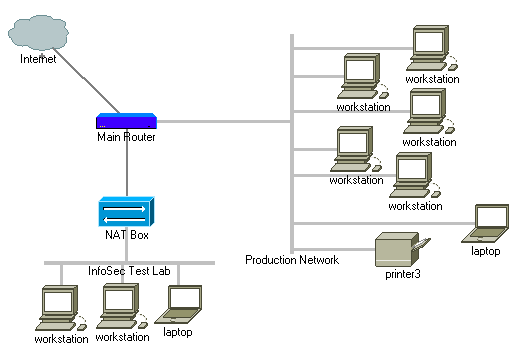 Internet
workstation
workstation
Main Router
workstation
workstation
workstation
NAT Box
Production Network
laptop
InfoSec Test Lab
printer3
workstation
workstation
laptop